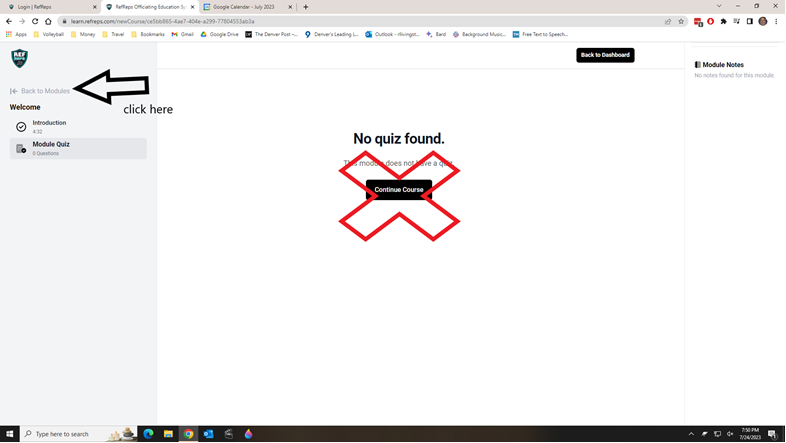 Login | RefReps
RefReps Officiating Education Sy
Google Calendar - July 2023
learn.refreps.com/newCourse/ce5bb865-4ae7-404e-a299-77804553ab3a
Apps
Volleyball
Money
Travel
Bookmarks
Gmail
Google Drive
The Denver Post –...
Denver's Leading L...
Outlook - rlivingst...
Bard
Background Music...
Free Text to Speech...
REF
REPS
Back to Dashboard
Module Notes
No notes found for this module
Back to Modules
click here
Welcome
Introduction
4:32
Module Quiz
0 Questions
No quiz found.
This module does not have a quiz.
Continue Course
Type here to search
7:50 PM
7/24/2023